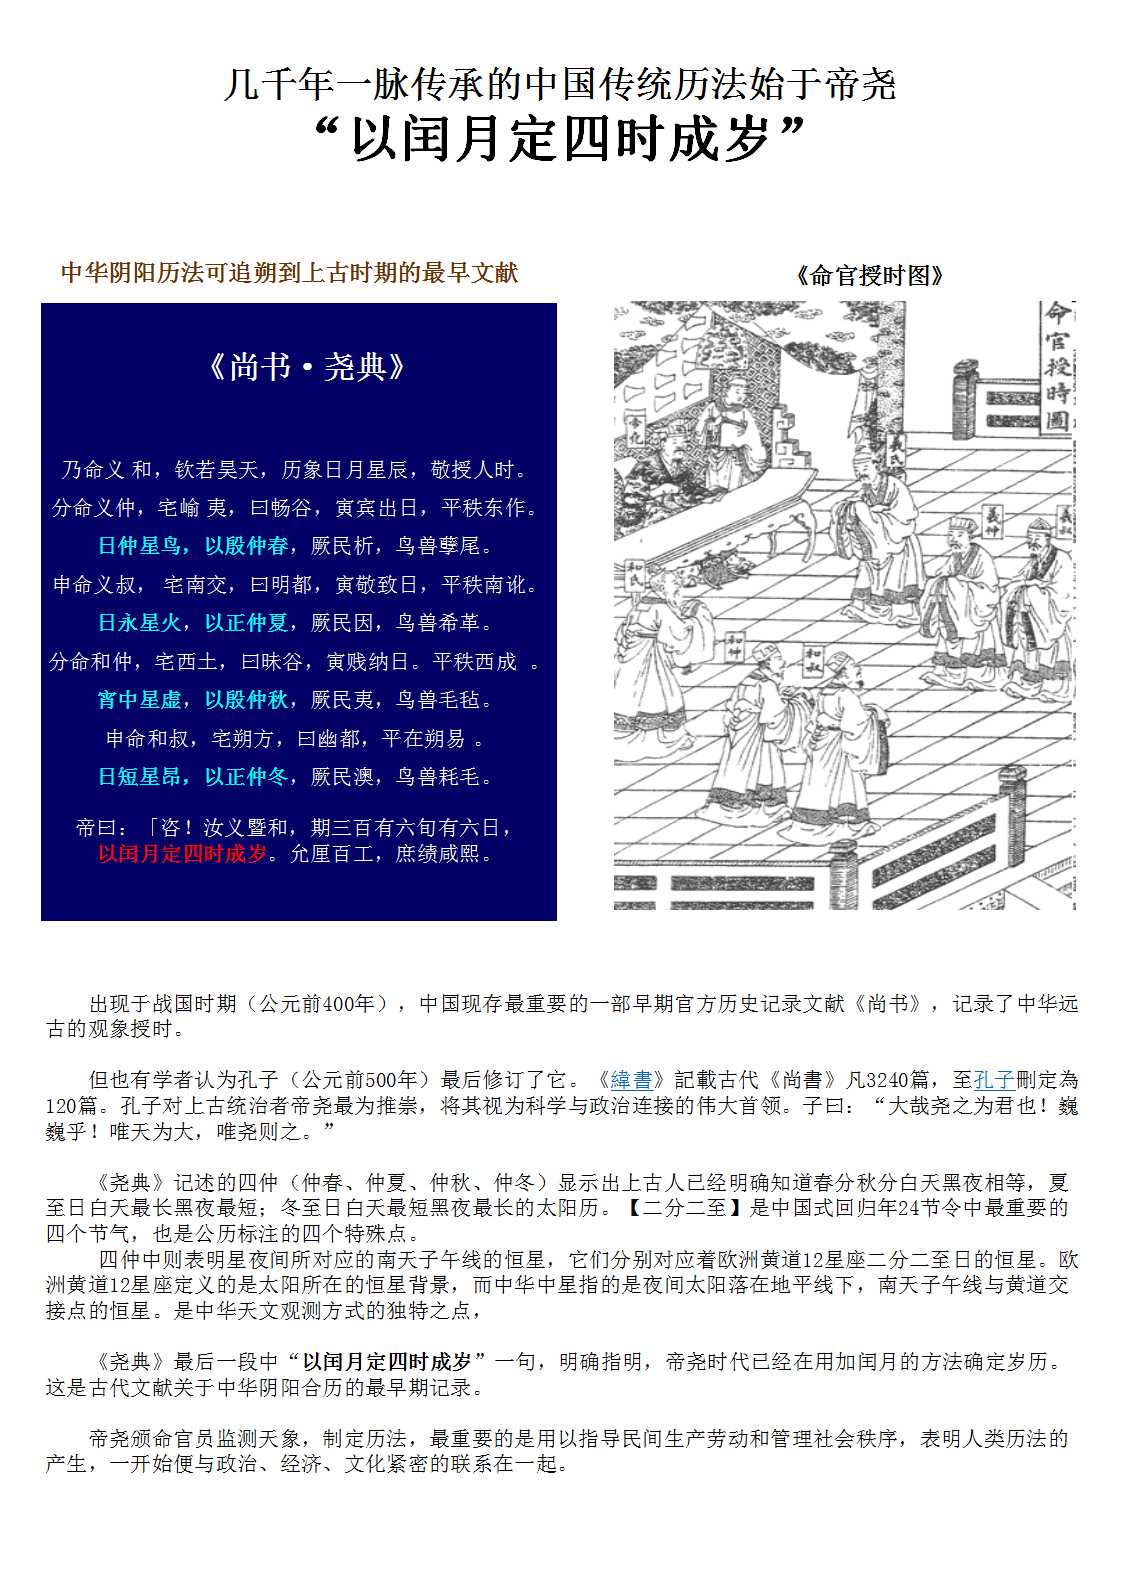 几千年一脉传承的中国传统历法始于帝尧
“以闰月定四时成岁”
中华阴阳历法可追朔到上古时期的最早文献
《尚书·尧典》
乃命义 和，钦若昊天，历象日月星辰，敬授人时。
分命义仲，宅嵛 夷，曰畅谷，寅宾出日，平秩东作。
日仲星鸟，以殷仲春，厥民析，鸟兽孽尾。
申命义叔， 宅南交，曰明都，寅敬致日，平秩南讹。
日永星火，以正仲夏，厥民因，鸟兽希革。
分命和仲，宅西土，曰昧谷，寅贱纳日。平秩西成 。
宵中星虚，以殷仲秋，厥民夷，鸟兽毛毡。
申命和叔，宅朔方，曰幽都，平在朔易 。
日短星昂，以正仲冬，厥民澳，鸟兽耗毛。
帝曰：「咨！汝义暨和，期三百有六旬有六日，
以闰月定四时成岁。允厘百工，庶绩咸熙。
《命官授时图》
命官授時圖
帝尧
羲氏
羲仲
羲叔
和氏
和仲
和叔
出现于战国时期（公元前400年），中国现存最重要的一部早期官方历史记录文献《尚书》，记录了中华远
古的观象授时。
但也有学者认为孔子（公元前500年）最后修订了它。《緯書》記載古代《尚書》凡3240篇，至孔子刪定為
120篇。孔子对上古统治者帝尧最为推崇，将其视为科学与政治连接的伟大首领。子曰：“大哉尧之为君也！巍
巍乎！唯天为大，唯尧则之。”
《尧典》记述的四仲（仲春、仲夏、仲秋、仲冬）显示出上古人已经明确知道春分秋分白天黑夜相等，夏
至日白天最长黑夜最短；冬至日白天最短黑夜最长的太阳历。【二分二至】是中国式回归年24节令中最重要的
四个节气，也是公历标注的四个特殊点。
四仲中则表明星夜间所对应的南天子午线的恒星，它们分别对应着欧洲黄道12星座二分二至日的恒星。欧
洲黄道12星座定义的是太阳所在的恒星背景，而中华中星指的是夜间太阳落在地平线下，南天子午线与黄道交
接点的恒星。是中华天文观测方式的独特之点，
《尧典》最后一段中“以闰月定四时成岁”一句，明确指明，帝尧时代已经在用加闰月的方法确定岁历。
这是古代文献关于中华阴阳合历的最早期记录。
帝尧颁命官员监测天象，制定历法，最重要的是用以指导民间生产劳动和管理社会秩序，表明人类历法的
产生，一开始便与政治、经济、文化紧密的联系在一起。